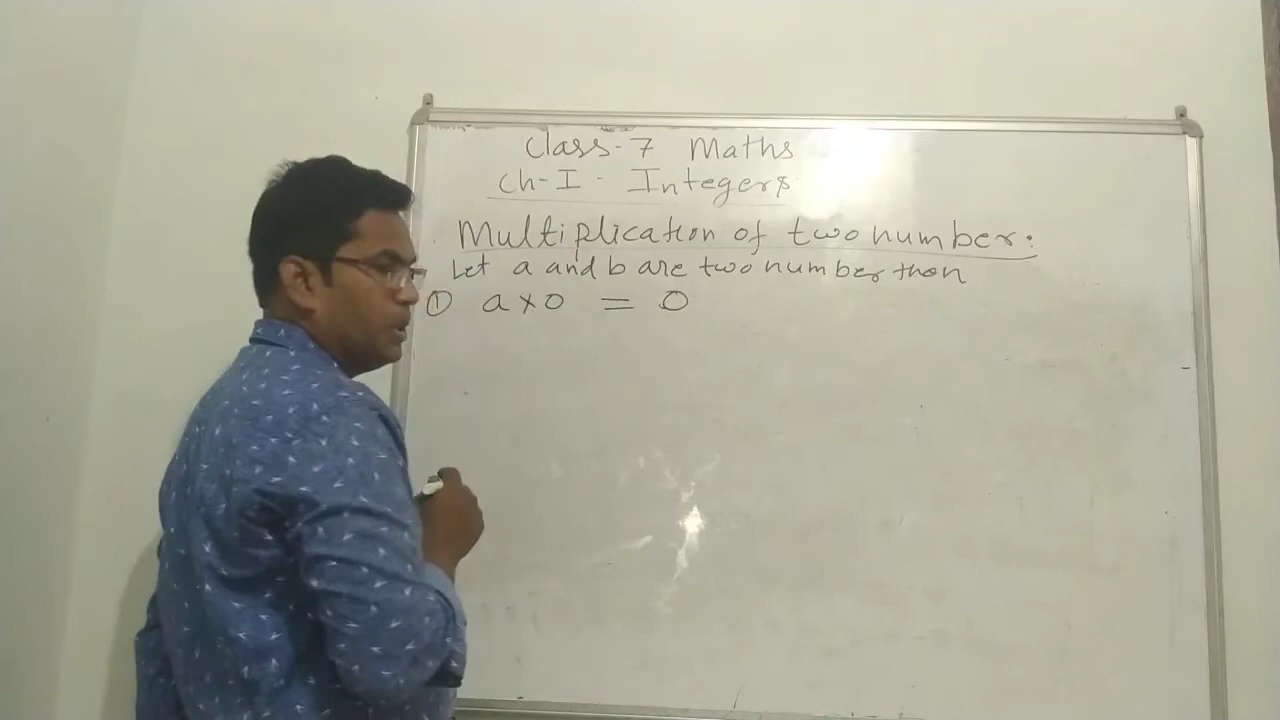 Class-7 Maths
Ch-I - Integers
Multiplication of two number:
Let a and b are two number then
① a×0 = 0